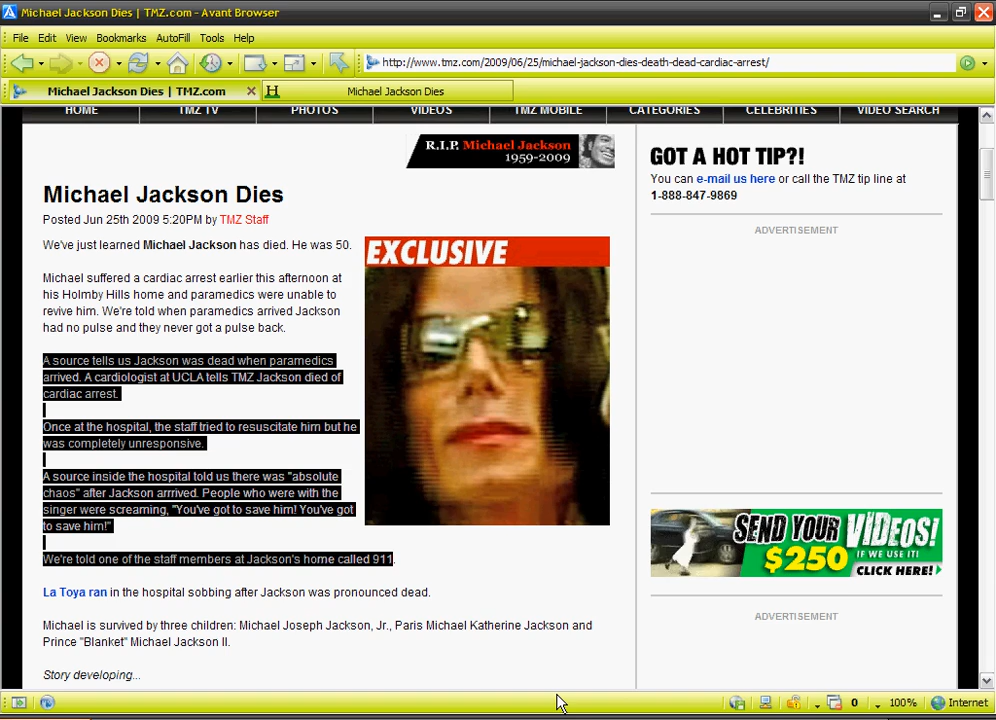 Michael Jackson Dies | TMZ.com - Avant Browser
File Edit View Bookmarks AutoFill Tools Help
http://www.tmz.com/2009/06/25/michael-jackson-dies-death-dead-cardiac-arrest/
Michael Jackson Dies | TMZ.com
H Michael Jackson Dies
HOME TMZ TV PHOTOS VIDEOS TMZ MOBILE CATEGORIES CELEBRITIES VIDEO SEARCH
R.I.P. Michael Jackson
1959-2009
Michael Jackson Dies
Posted Jun 25th 2009 5:20PM by TMZ Staff
We've just learned Michael Jackson has died. He was 50.
Michael suffered a cardiac arrest earlier this afternoon at
his Holmby Hills home and paramedics were unable to
revive him. We're told when paramedics arrived Jackson
had no pulse and they never got a pulse back.
A source tells us Jackson was dead when paramedics
arrived. A cardiologist at UCLA tells TMZ Jackson died of
cardiac arrest.
Once at the hospital, the staff tried to resuscitate him but he
was completely unresponsive.
A source inside the hospital told us there was "absolute
chaos" after Jackson arrrived. People who were with the
singer were screaming, "You've got to save him! You've got
to save him!"
We're told one of the staff members at Jackson's home called 911.
La Toya ran in the hospital sobbing after Jackson was pronounced dead.
Michael is survived by three children: Michael Joseph Jackson, Jr., Paris Michael Katherine Jackson and
Prince "Blanket" Michael Jackson II.
Story developing...
EXCLUSIVE
GOT A HOT TIP?!
You can e-mail us here or call the TMZ tip line at
1-888-847-9869
ADVERTISEMENT
SEND YOUR VIDEOS!
$250 IF WE USE IT!
CLICK HERE!
ADVERTISEMENT
0 100% Internet